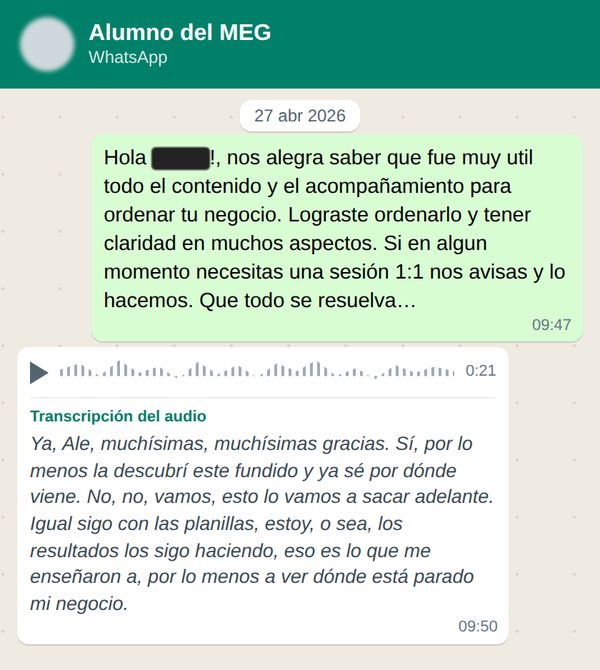 Alumno del MEG
WhatsApp
27 abr 2026
Hola !, nos alegra saber que fue muy util
todo el contenido y el acompañamiento para
ordenar tu negocio. Lograste ordenarlo y tener
claridad en muchos aspectos. Si en algun
momento necesitas una sesión 1:1 nos avisas y lo
hacemos. Que todo se resuelva…
09:47
0:21
Transcripción del audio
Ya, Ale, muchísimas, muchísimas gracias. Sí, por lo
menos la descubrí este fundido y ya sé por dónde
viene. No, no, vamos, esto lo vamos a sacar adelante.
Igual sigo con las planillas, estoy, o sea, los
resultados los sigo haciendo, eso es lo que me
enseñaron a, por lo menos a ver dónde está parado
mi negocio.
09:50